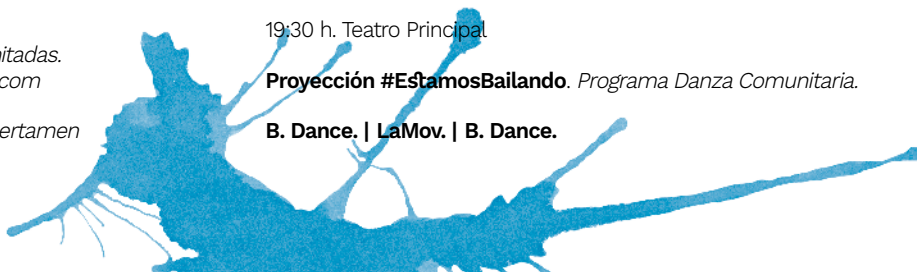 19:30 h. Teatro Principal
Proyección #EstamosBailando. Programa Danza Comunitaria.
B. Dance. | LaMov. | B. Dance.